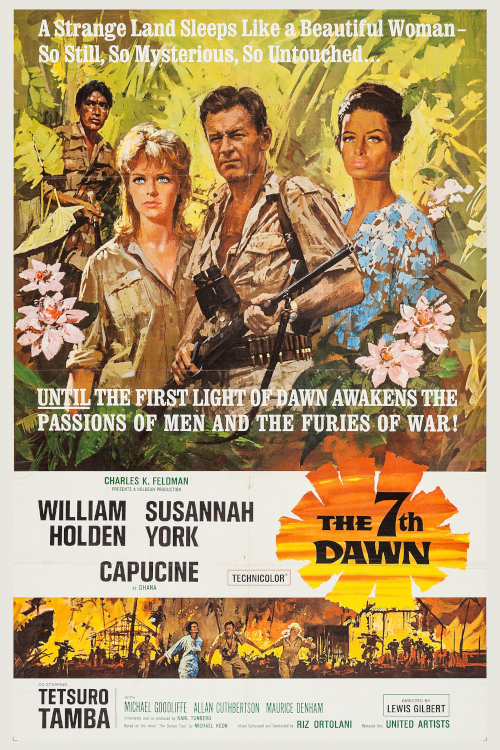 A Strange Land Sleeps Like a Beautiful Woman–
So Still, So Mysterious, So Untouched...
UNTIL THE FIRST LIGHT OF DAWN AWAKENS THE
PASSIONS OF MEN AND THE FURIES OF WAR!
CHARLES K. FELDMAN
PRESENTS A HOLDEAN PRODUCTION
WILLIAM HOLDEN
SUSANNAH YORK
CAPUCINE
AS DHANA
TECHNICOLOR®
THE 7th
DAWN
CO-STARRING
TETSURO
TAMBA
WITH
MICHAEL GOODLIFFE ALLAN CUTHBERTSON MAURICE DENHAM
Screenplay and co-produced by KARL TUNBERG
Based on the novel "The Durian Tree" by MICHAEL KEON
Music Composed and Conducted by RIZ ORTOLANI
DIRECTED BY
LEWIS GILBERT
Released thru UNITED ARTISTS